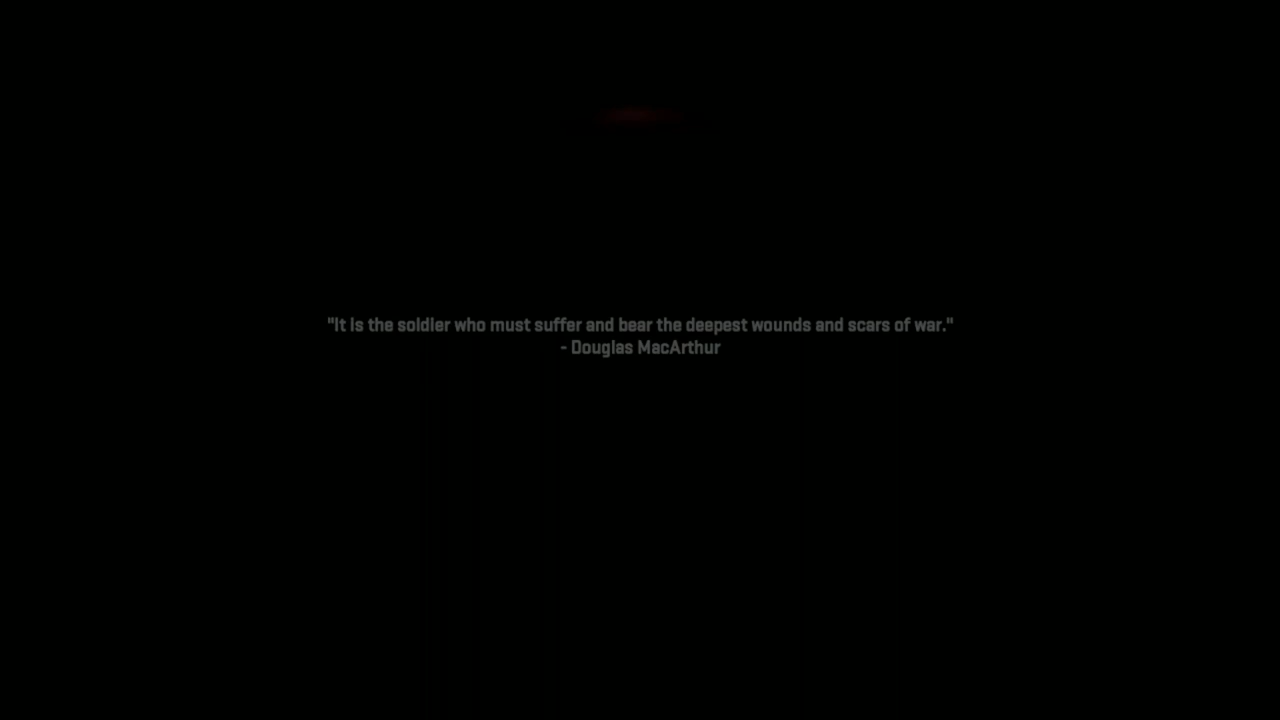 "It is the soldier who must suffer and bear the deepest wounds and scars of war."
- Douglas MacArthur